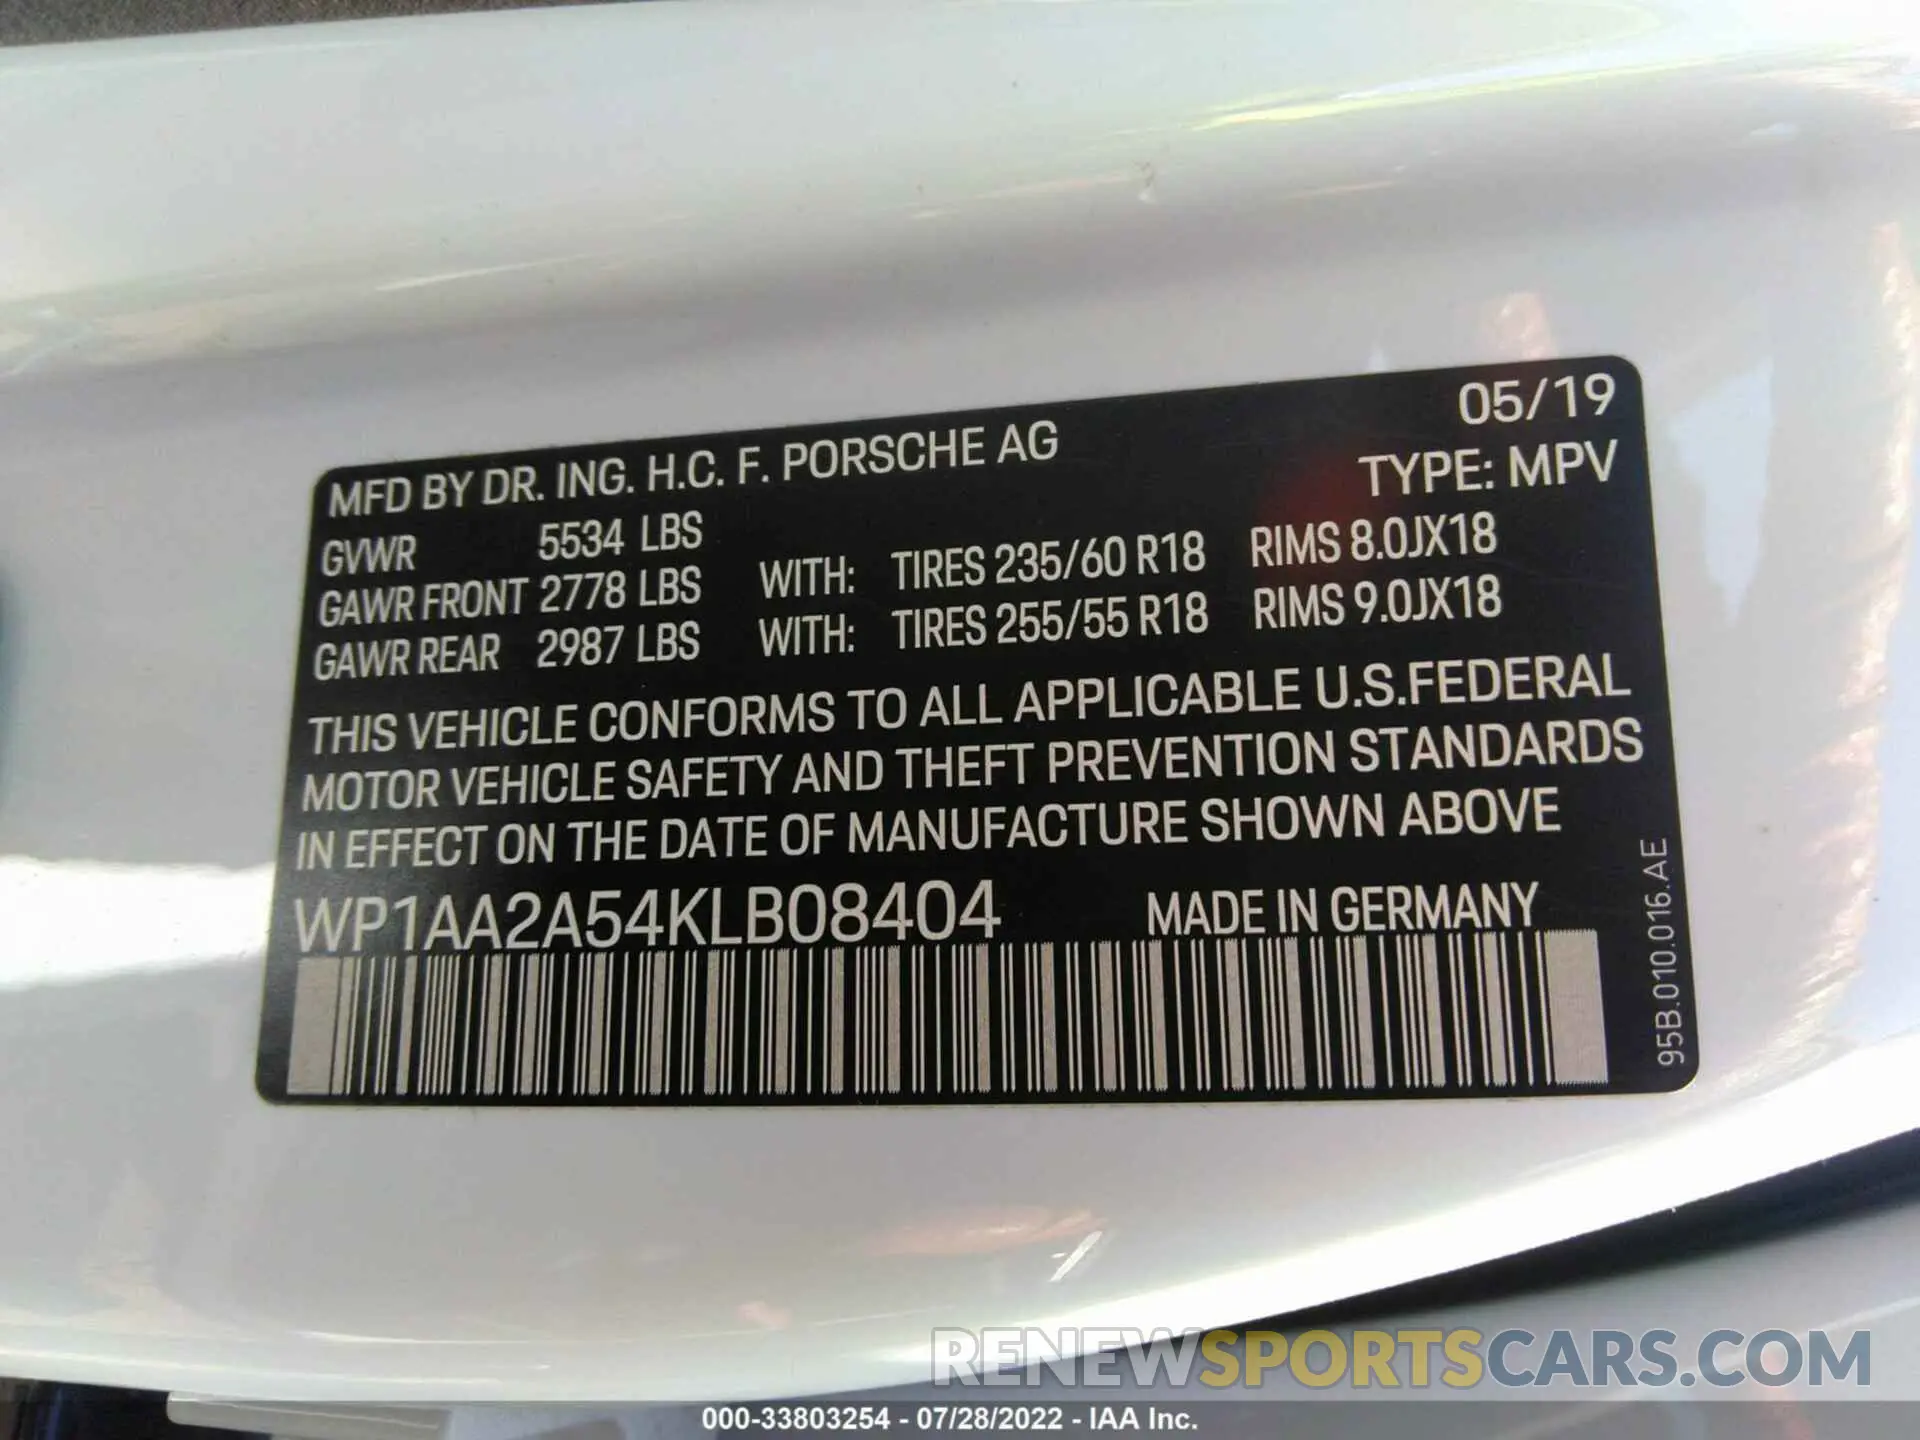 05/19
MFD BY DR. ING. H.C. F. PORSCHE AG
TYPE: MPV
GVWR 5534 LBS
GAWR FRONT 2778 LBS WITH: TIRES 235/60 R18 RIMS 8.0JX18
GAWR REAR 2987 LBS WITH: TIRES 255/55 R18 RIMS 9.0JX18
THIS VEHICLE CONFORMS TO ALL APPLICABLE U.S.FEDERAL
MOTOR VEHICLE SAFETY AND THEFT PREVENTION STANDARDS
IN EFFECT ON THE DATE OF MANUFACTURE SHOWN ABOVE
WP1AA2A54KLB08404 MADE IN GERMANY
95B.010.016.AE
RENEWSPORTSCARS.COM
000-33803254 - 07/28/2022 - IAA Inc.